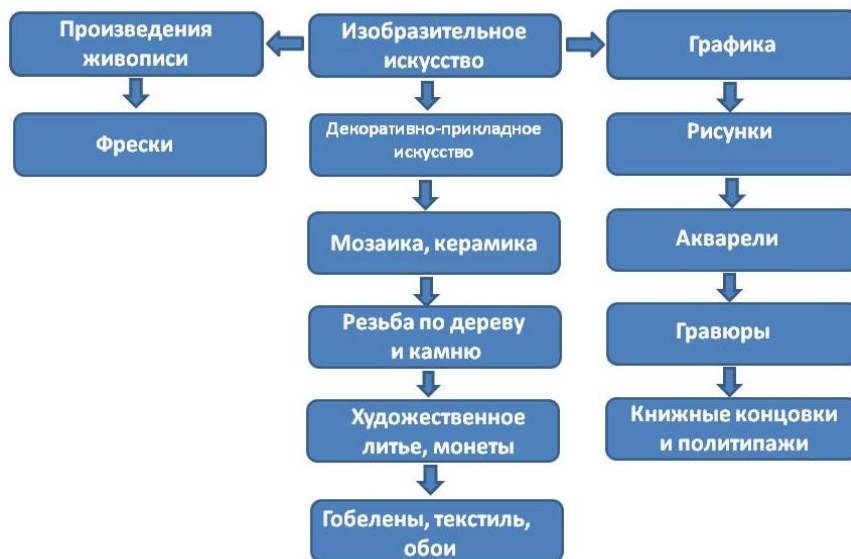 Произведения
живописи
Изобразительное
искусство
Графика
Фрески
Декоративно-прикладное
искусство
Рисунки
Мозаика, керамика
Акварели
Резьба по дереву
и камню
Гравюры
Художественное
литье, монеты
Книжные концовки
и политипажи
Гобелены, текстиль,
обои